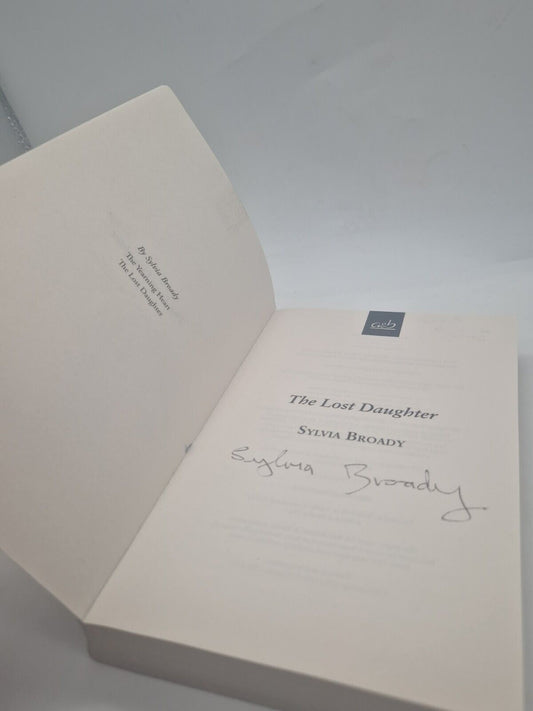 By Sylvia Broady
The Yearning Heart
The Lost Daughter
a&b
The Lost Daughter
SYLVIA BROADY
Sylvia Broady